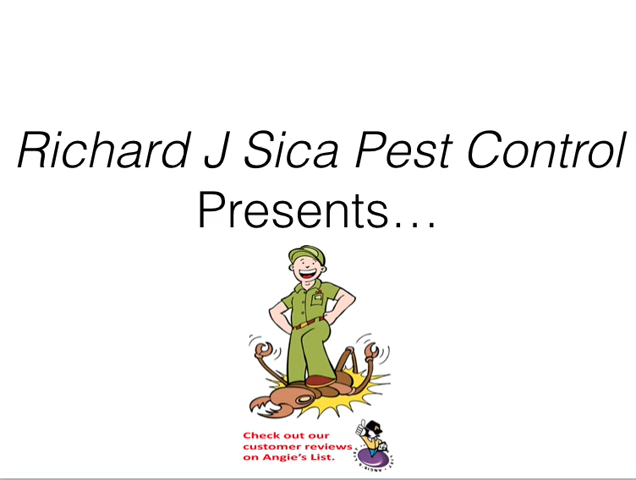 Richard J Sica Pest Control
Presents…
Check out our
customer reviews
on Angie's List.